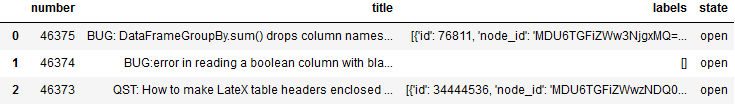 number title labels state
0 46375 BUG: DataFrameGroupBy.sum() drops column names... [{'id': 76811, 'node_id': 'MDU6TGFiZWw3NjgxMQ=... open
1 46374 BUG:error in reading a boolean column with bla... [] open
2 46373 QST: How to make LateX table headers enclosed ... [{'id': 34444536, 'node_id': 'MDU6TGFiZWwzNDQ0... open